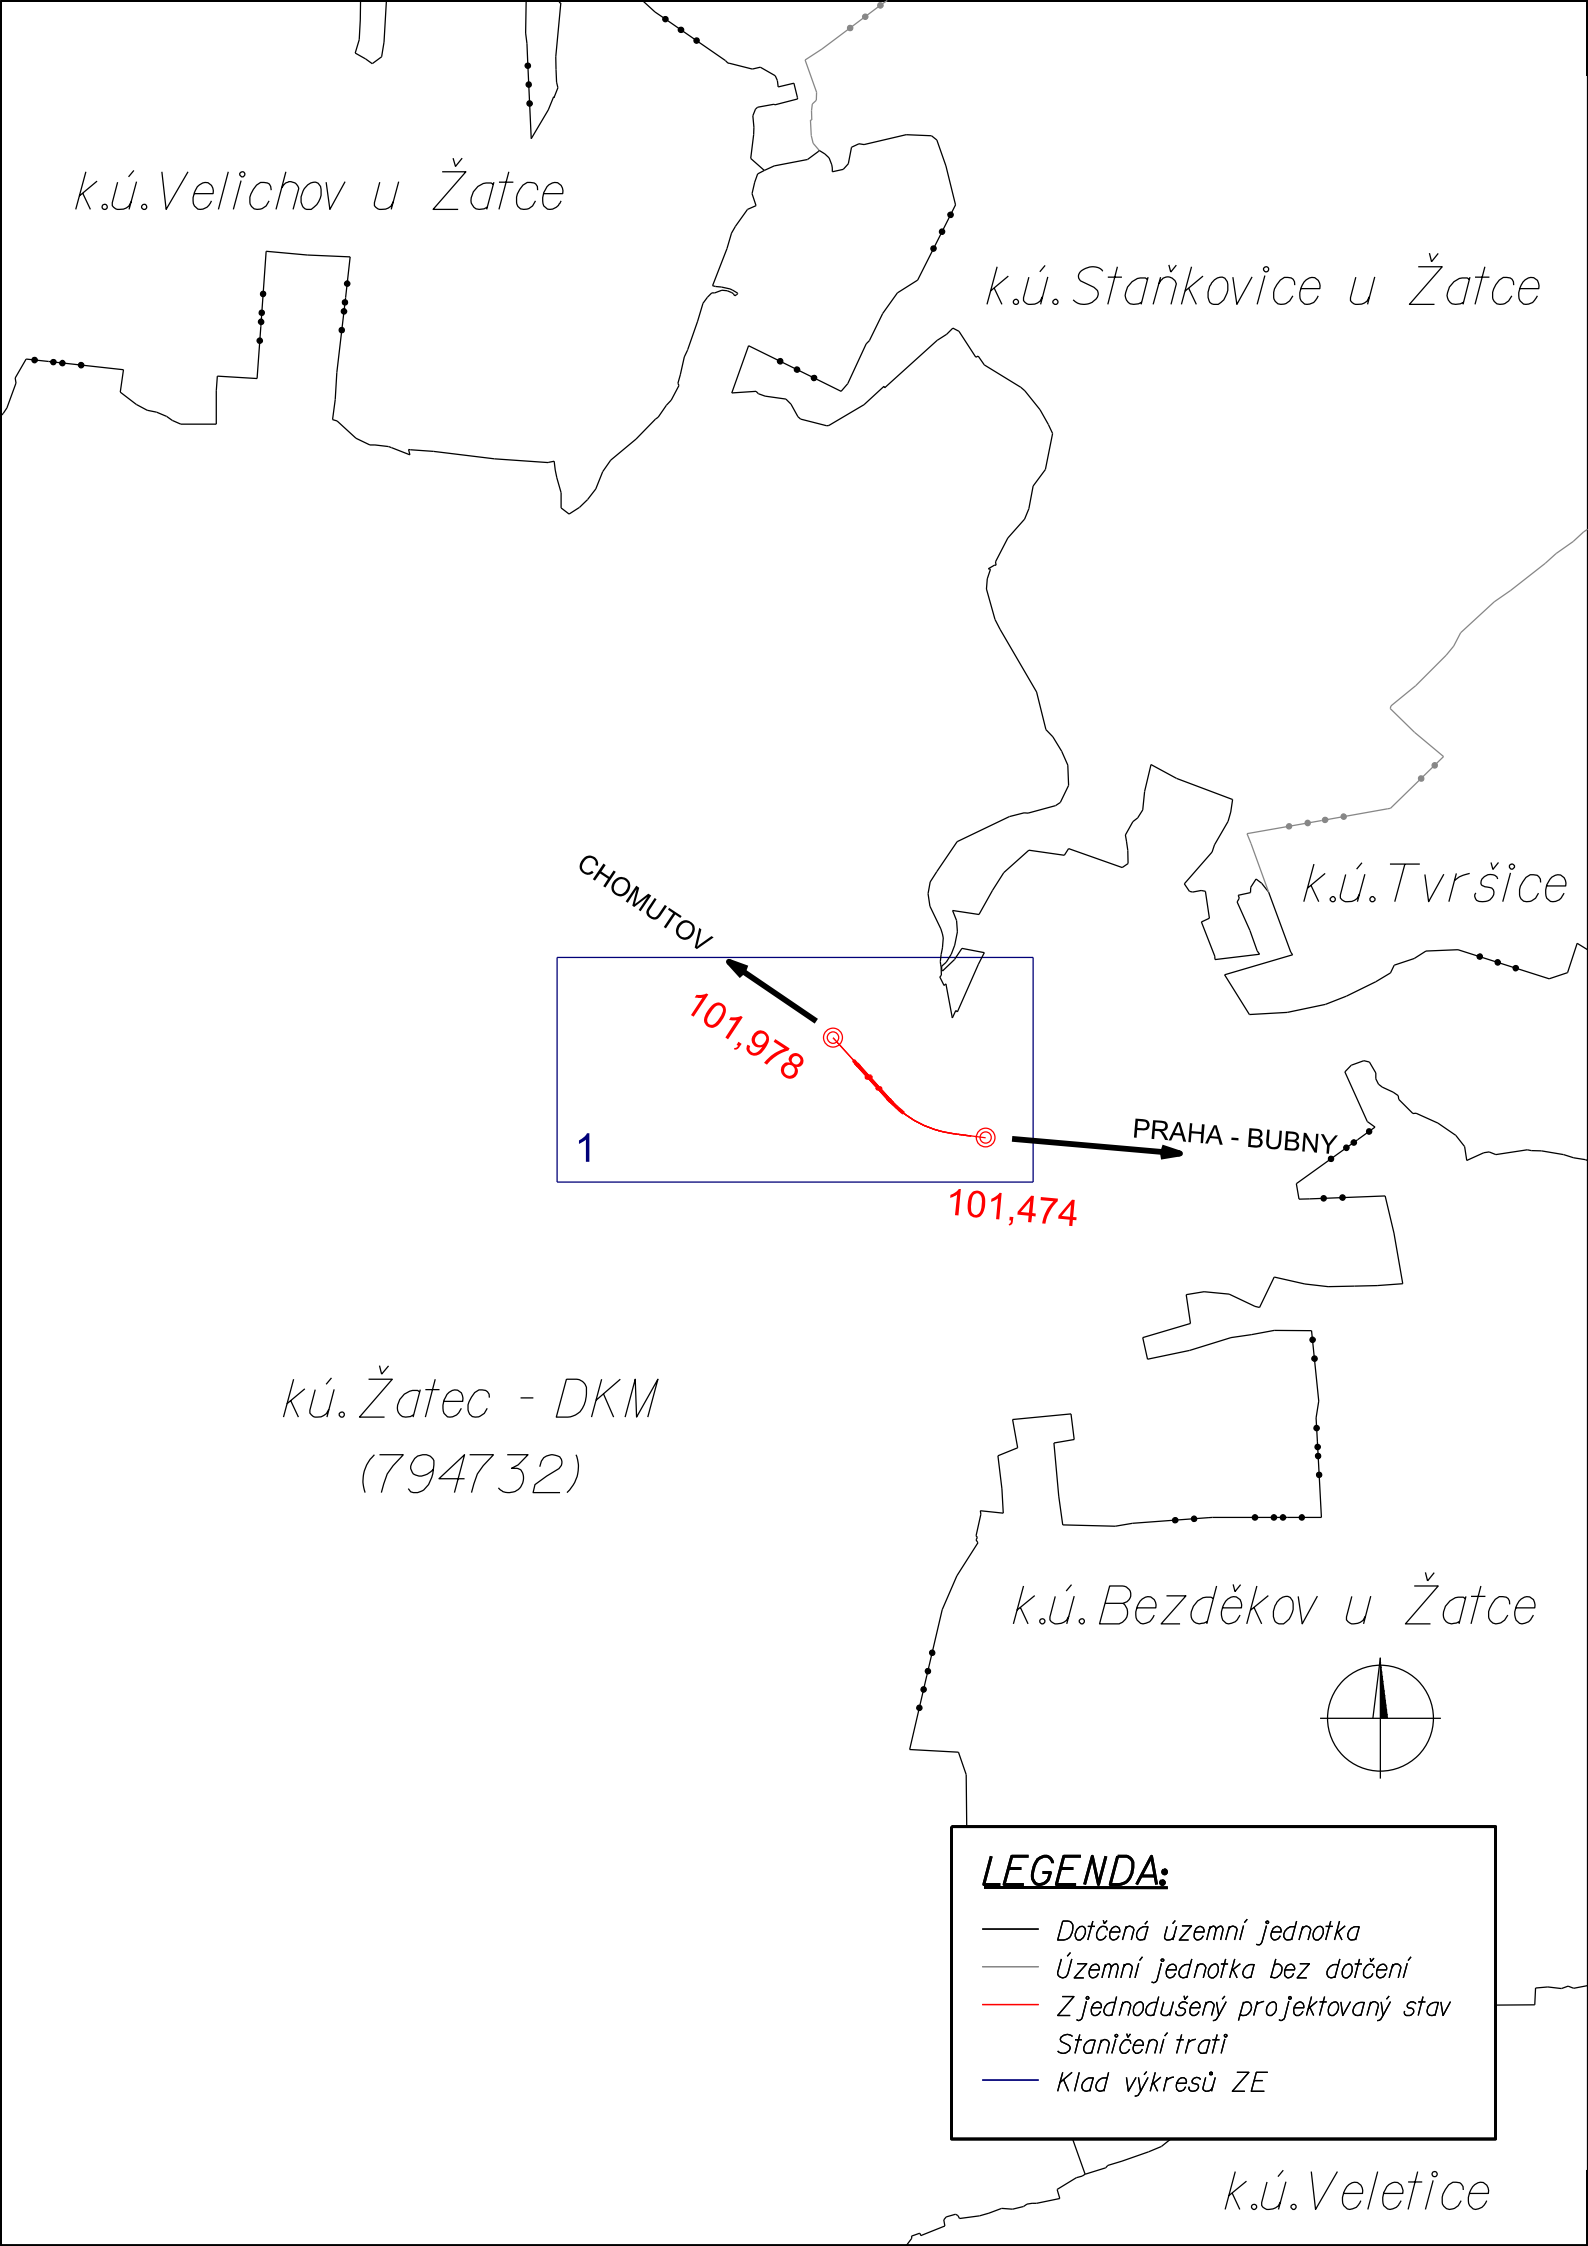 k.ú.Velichov u Žatce
k.ú.Staňkovice u Žatce
k.ú.Tvršice
CHOMUTOV
101,978
1
PRAHA - BUBNY
101,474
kú.Žatec - DKM
(794732)
k.ú.Bezděkov u Žatce
LEGENDA:
Dotčená územní jednotka
Územní jednotka bez dotčení
Zjednodušený projektovaný stav
Staničení trati
Klad výkresů ZE
k.ú.Veletice